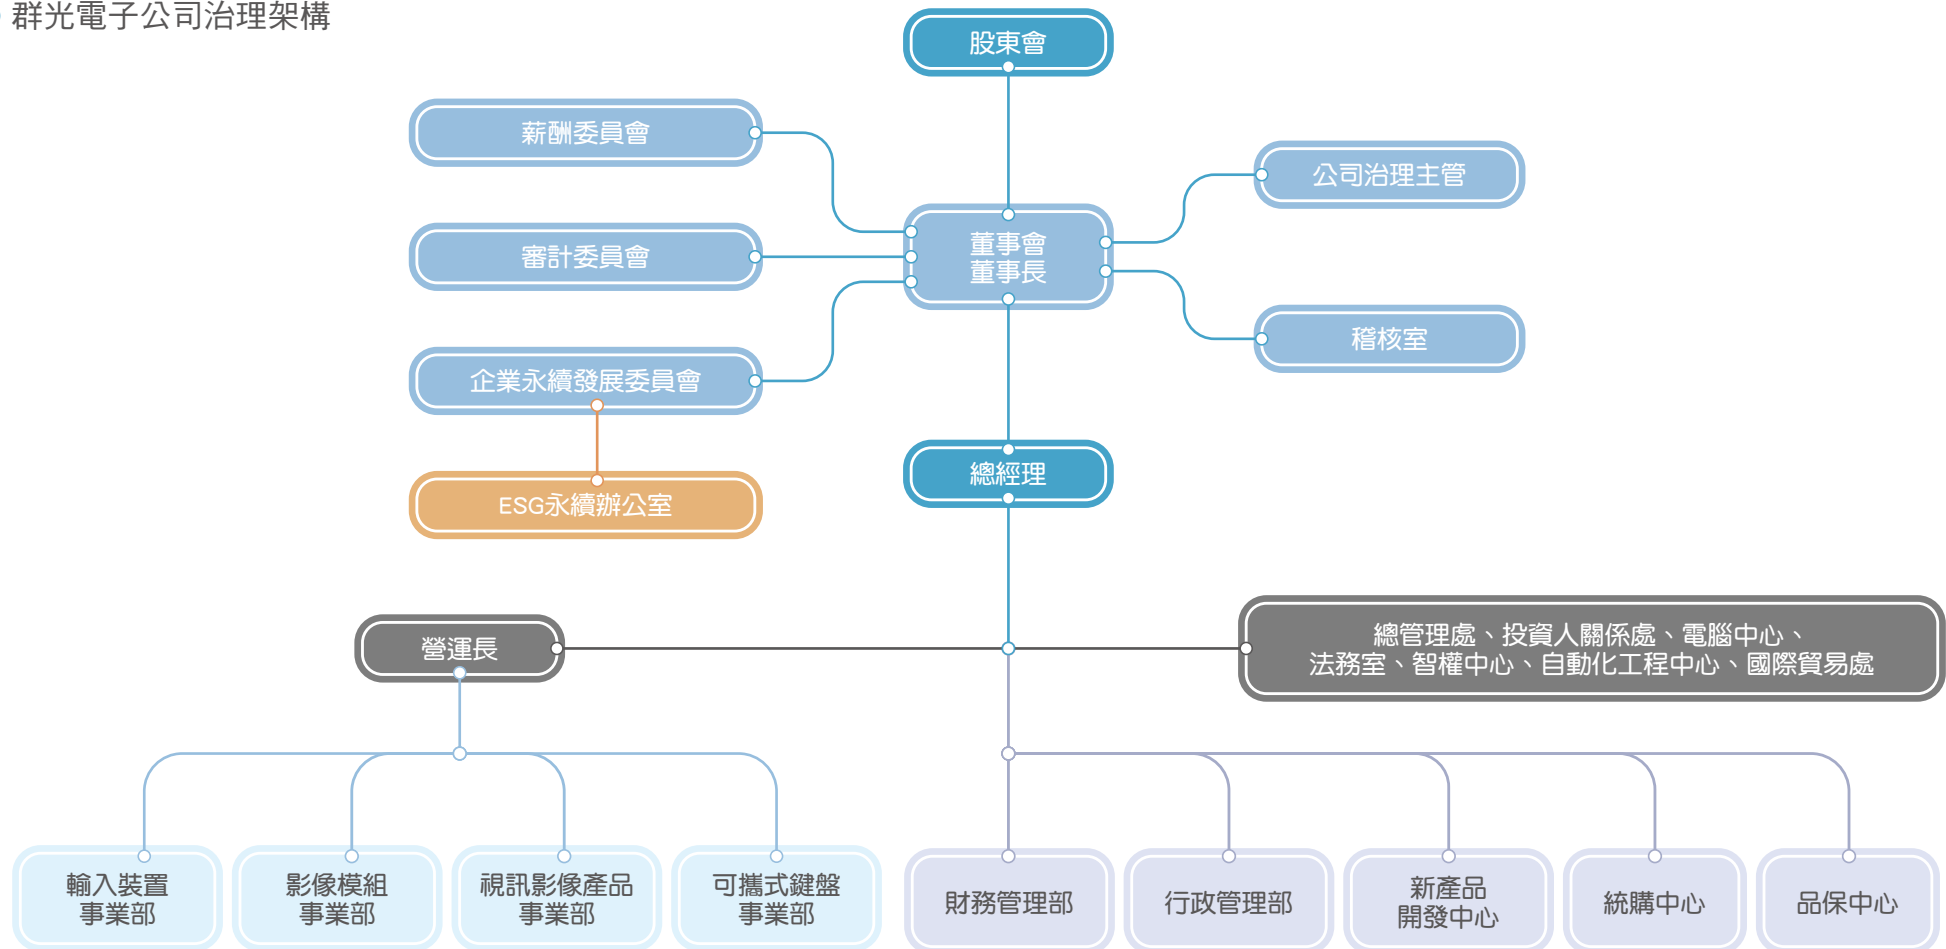 群光電子公司治理架構
股東會
薪酬委員會
公司治理主管
審計委員會
董事會
董事長
稽核室
企業永續發展委員會
ESG永續辦公室
總經理
營運長
總管理處、投資人關係處、電腦中心、
法務室、智權中心、自動化工程中心、國際貿易處
輸入裝置
事業部
影像模組
事業部
視訊影像產品
事業部
可攜式鍵盤
事業部
財務管理部
行政管理部
新產品
開發中心
統購中心
品保中心